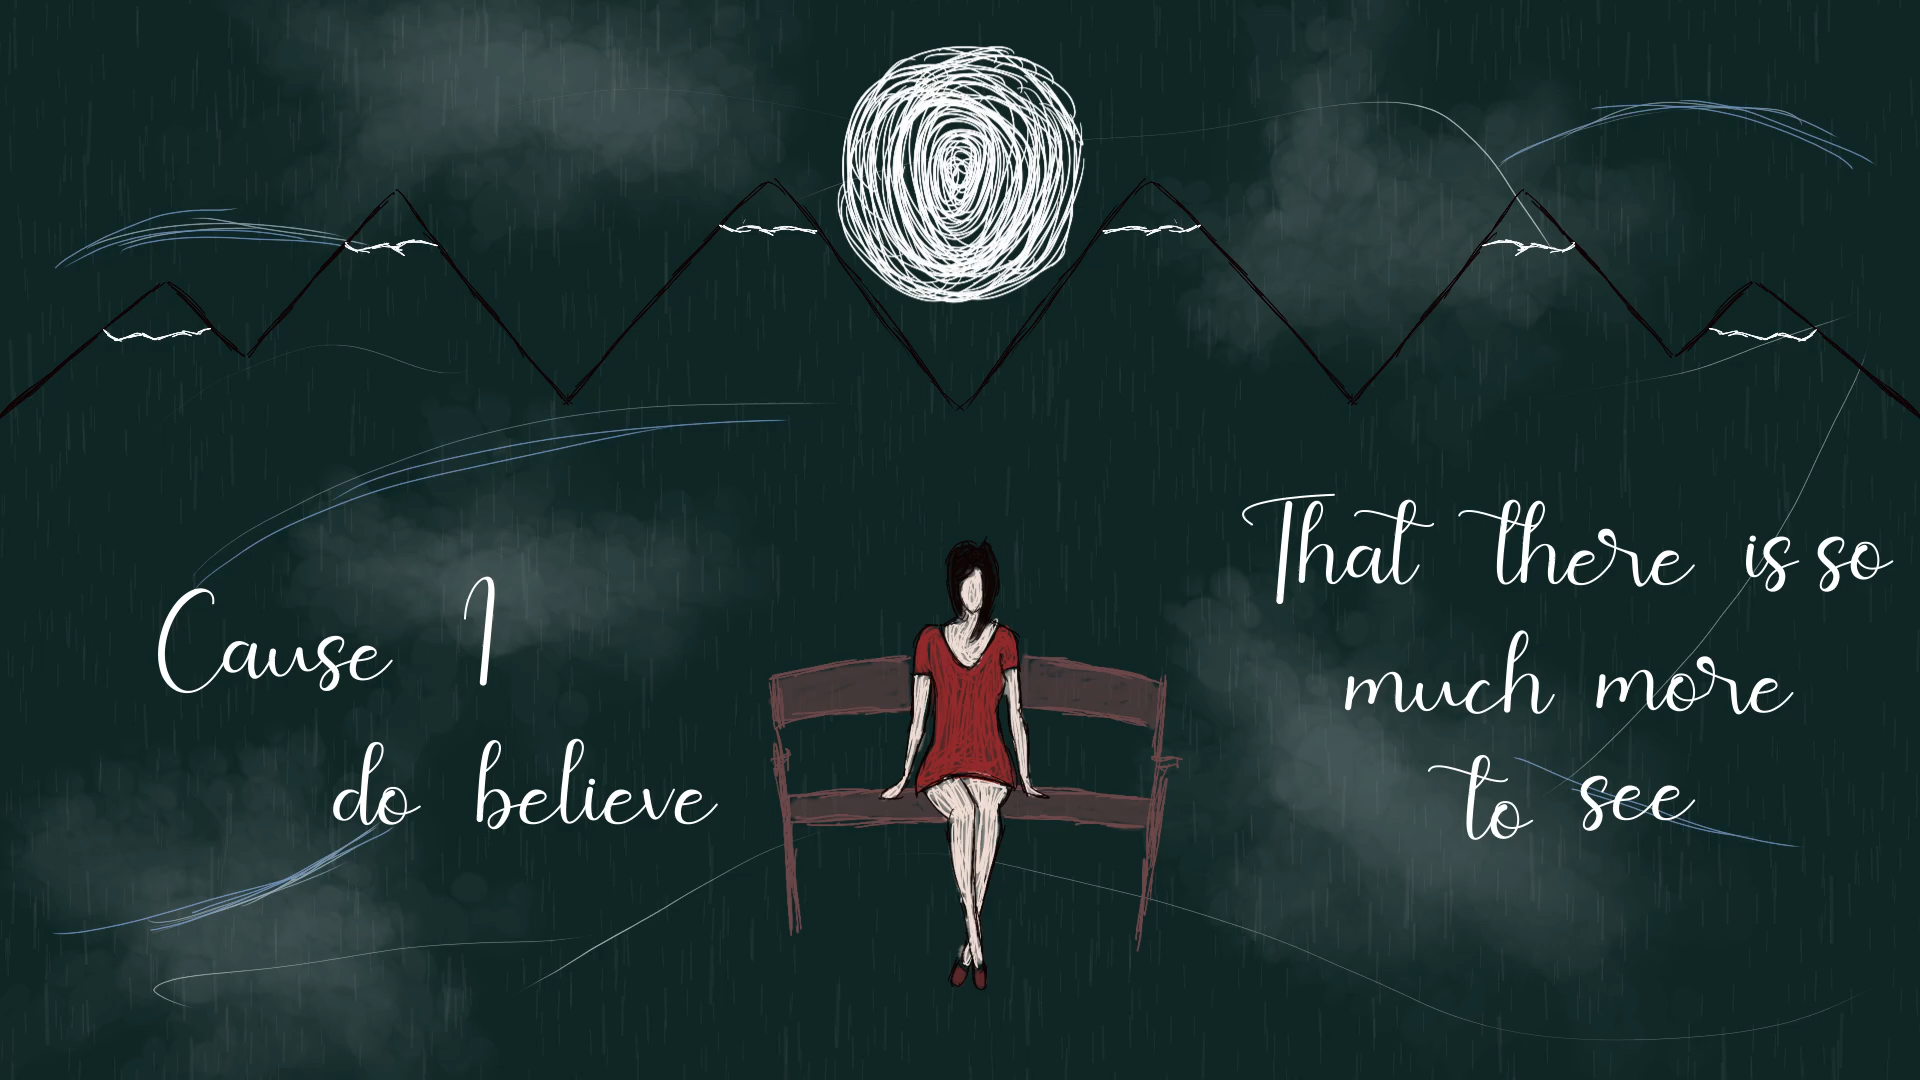 Cause I
do believe
That there is so
much more
to see